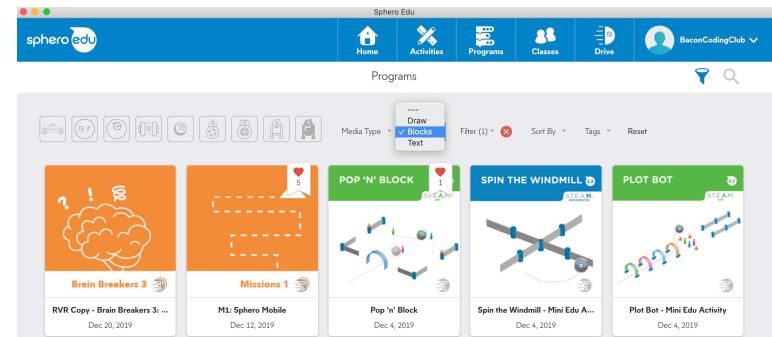 Sphero Edu
sphero edu
Home
Activities
Programs
Classes
Drive
BaconCodingClub
Programs
Media Type
---
Draw
✓ Blocks
Text
Filter (1)
Sort By
Tags
Reset
Brain Breakers 3
RVR Copy - Brain Breakers 3: ...
Dec 20, 2019
5
Missions 1
M1: Sphero Mobile
Dec 12, 2019
POP 'N' BLOCK
1
S.T.E.A.M.
ART
Pop 'n' Block
Dec 4, 2019
SPIN THE WINDMILL
S.T.E.A.M.
MATHEMATICS
Spin the Windmill - Mini Edu A...
Dec 4, 2019
PLOT BOT
S.T.E.A.M.
ART
Plot Bot - Mini Edu Activity
Dec 4, 2019